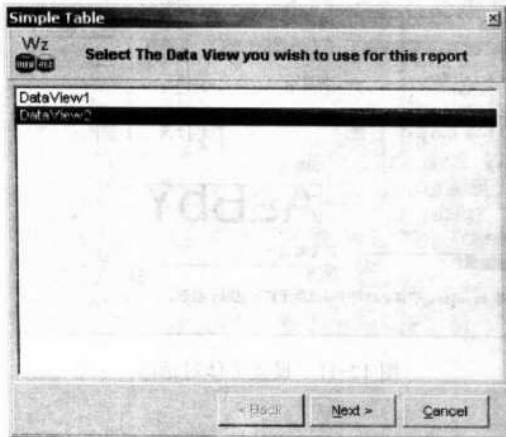 Simple Table
Wz
Select The Data View you wish to use for this report
DataView1
DataView2
< Back
Next >
Cancel